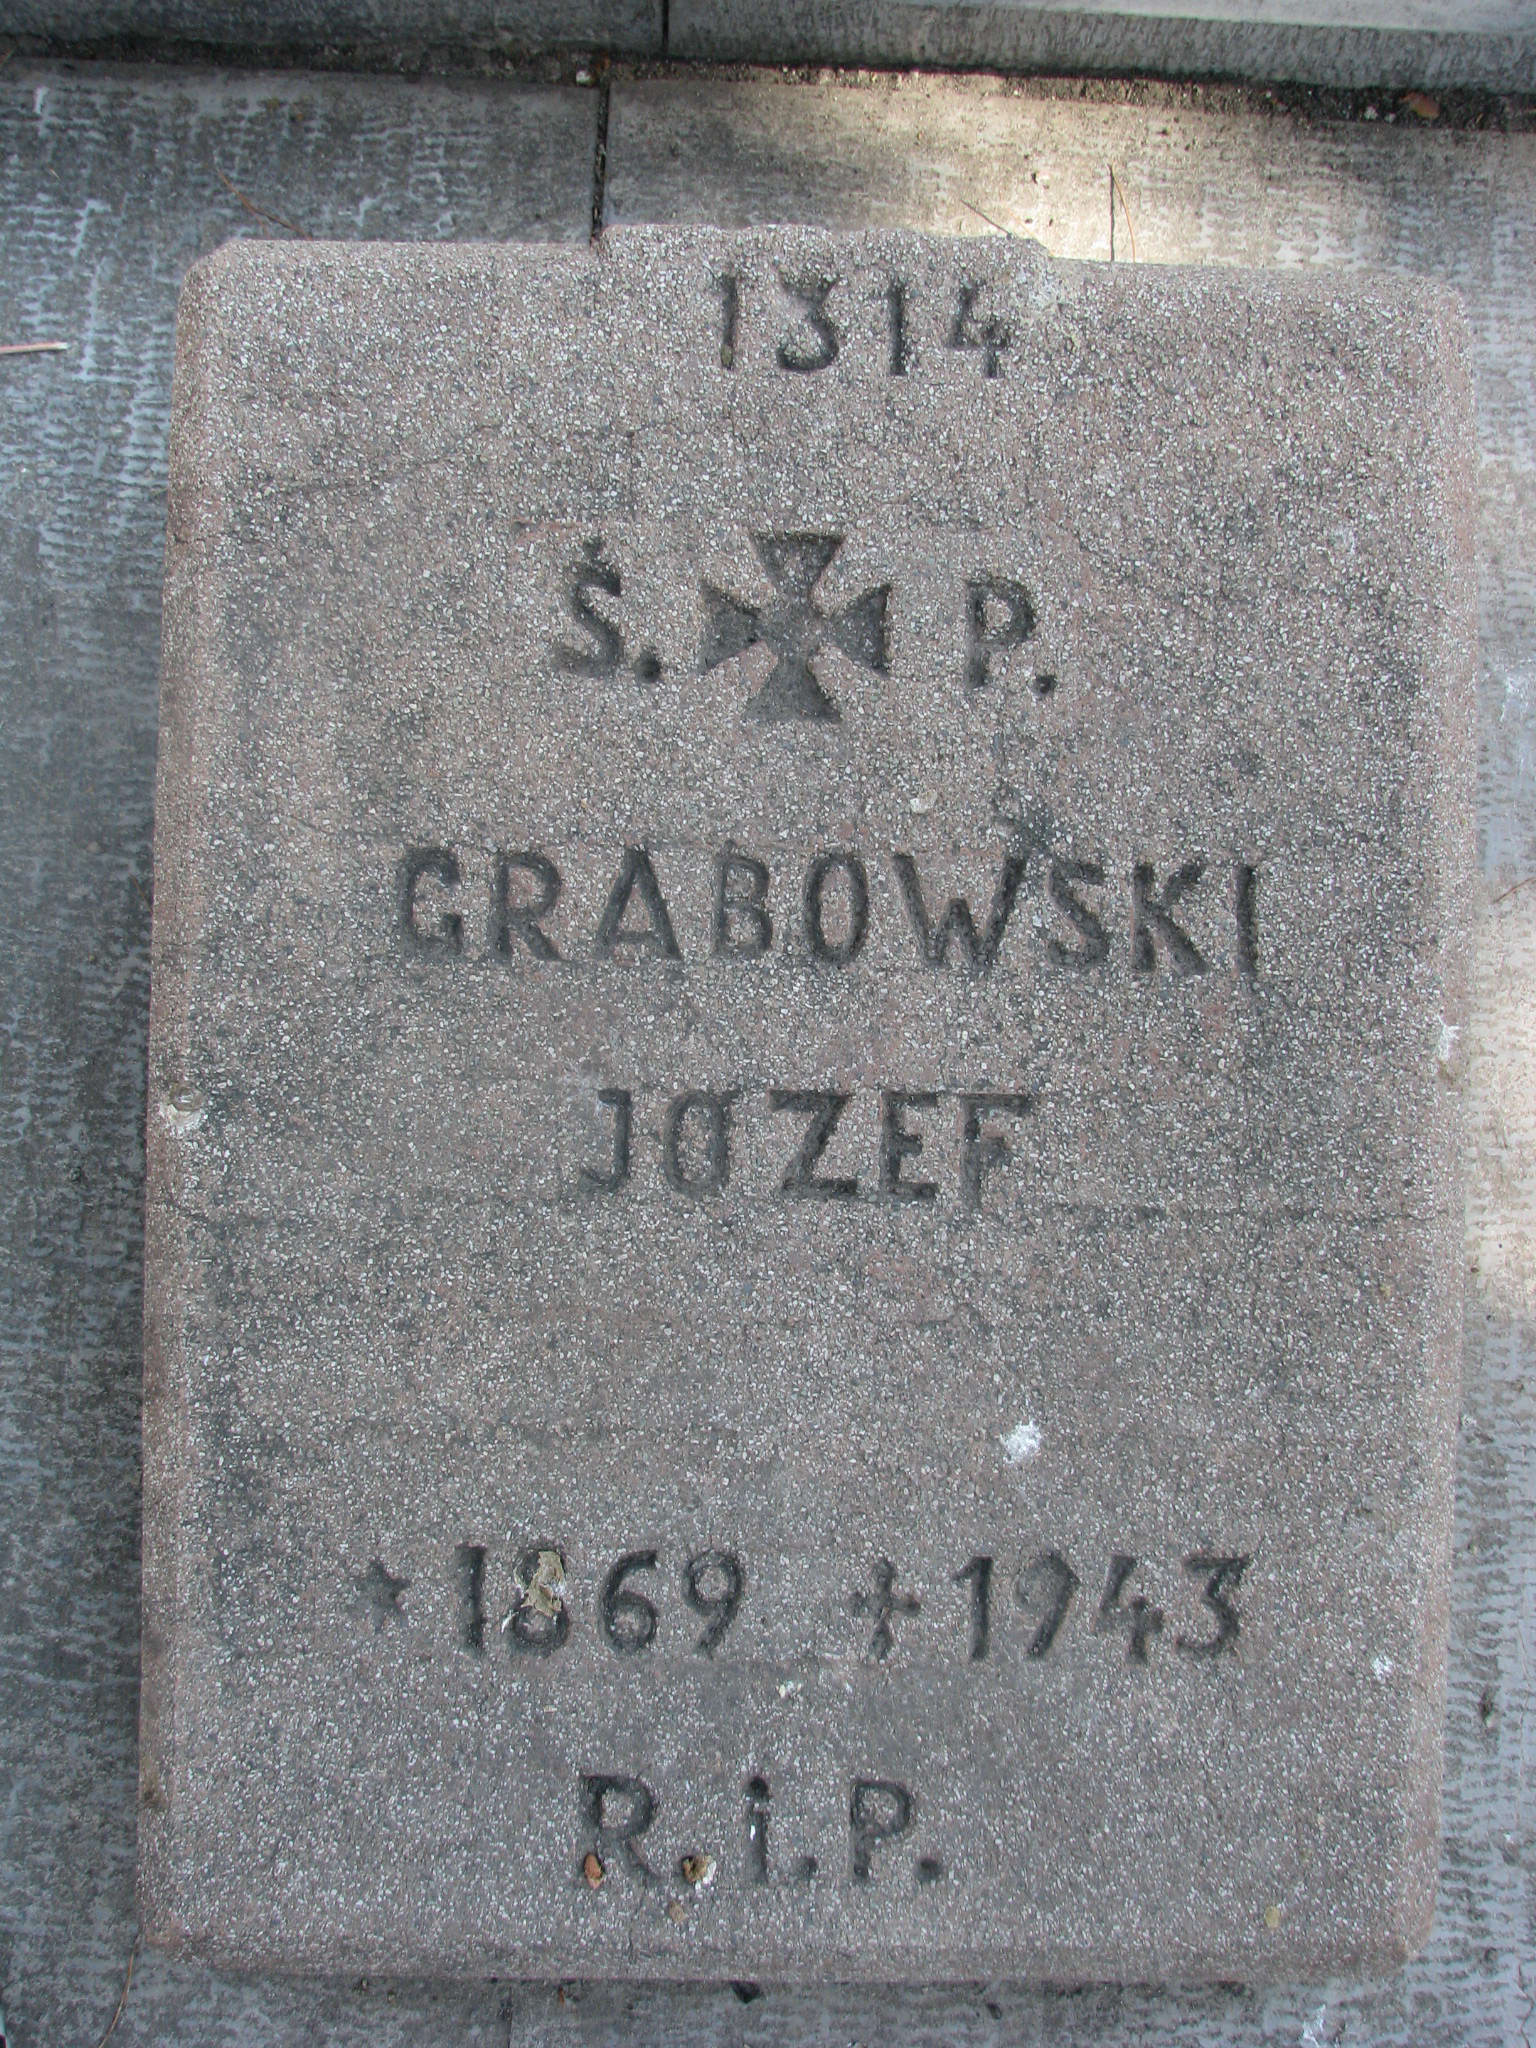 1314
Ś. ✠ P.
GRABOWSKI
JOZEF
* 1869 + 1943
R.i.P.